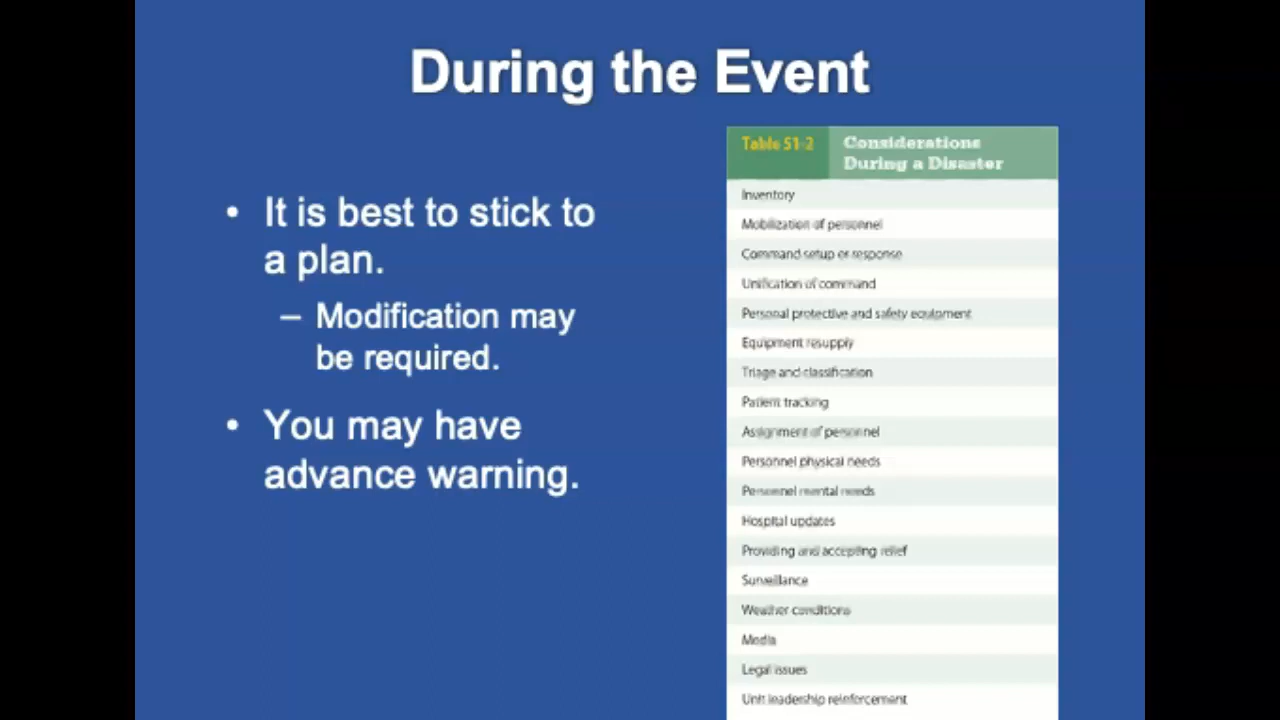 During the Event
• It is best to stick to
a plan.
– Modification may
be required.
• You may have
advance warning.
Table 51-2
Considerations
During a Disaster
Inventory
Mobilization of personnel
Command setup or response
Unification of command
Personal protective and safety equipment
Equipment resupply
Triage and classification
Patient tracking
Assignment of personnel
Personnel physical needs
Personnel mental needs
Hospital updates
Providing and accepting relief
Surveillance
Weather conditions
Media
Legal issues
Unit leadership reinforcement